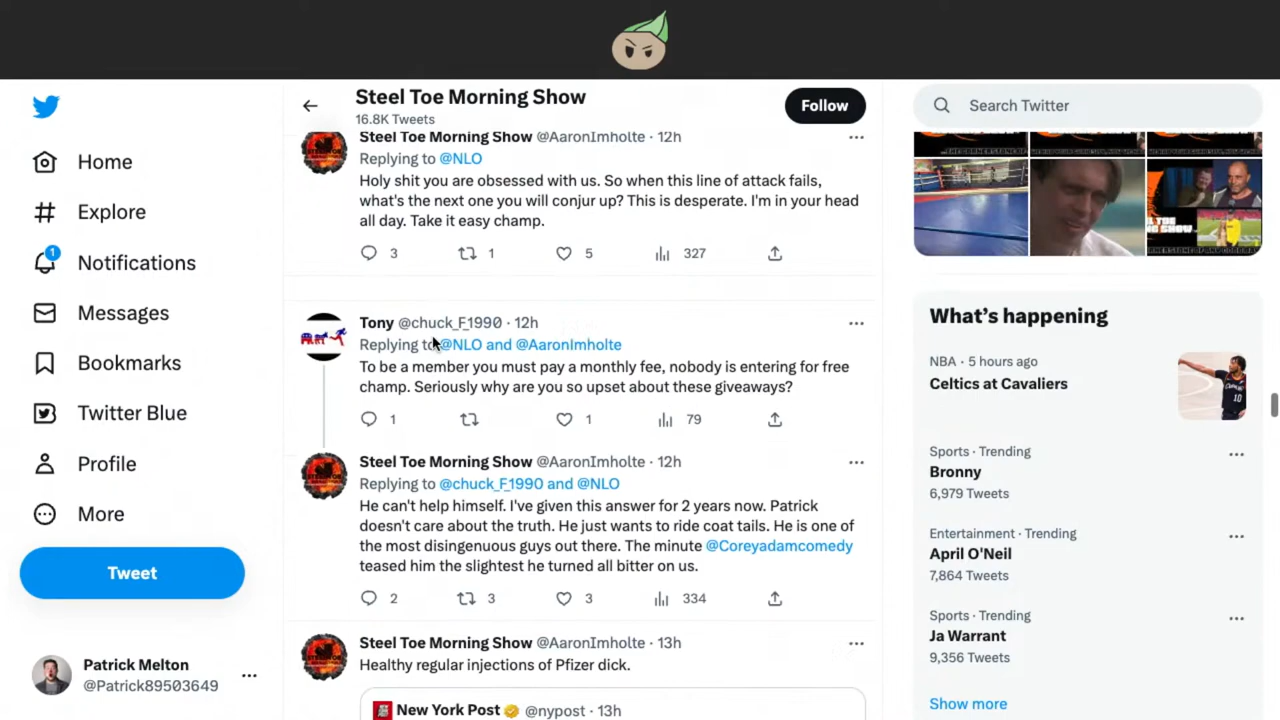 Steel Toe Morning Show
16.8K Tweets
Follow
Search Twitter
Home
Explore
1
Notifications
Messages
Bookmarks
Twitter Blue
Profile
More
Tweet
Patrick Melton
@Patrick89503649
Steel Toe Morning Show @AaronImholte · 12h
Replying to @NLO
Holy shit you are obsessed with us. So when this line of attack fails,
what's the next one you will conjur up? This is desperate. I'm in your head
all day. Take it easy champ.
3 1 5 327
Tony @chuck_F_1990 · 12h
Replying to @NLO and @AaronImholte
To be a member you must pay a monthly fee, nobody is entering for free
champ. Seriously why are you so upset about these giveaways?
1 1 79
Steel Toe Morning Show @AaronImholte · 12h
Replying to @chuck_F_1990 and @NLO
He can't help himself. I've given this answer for 2 years now. Patrick
doesn't care about the truth. He just wants to ride coat tails. He is one of
the most disingenuous guys out there. The minute @Coreyadamcomedy
teased him the slightest he turned all bitter on us.
2 3 3 334
Steel Toe Morning Show @AaronImholte · 13h
Healthy regular injections of Pfizer dick.
New York Post @nypost · 13h
What's happening
NBA · 5 hours ago
Celtics at Cavaliers
Sports · Trending
Bronny
6,979 Tweets
Entertainment · Trending
April O'Neil
7,864 Tweets
Sports · Trending
Ja Warrant
9,356 Tweets
Show more